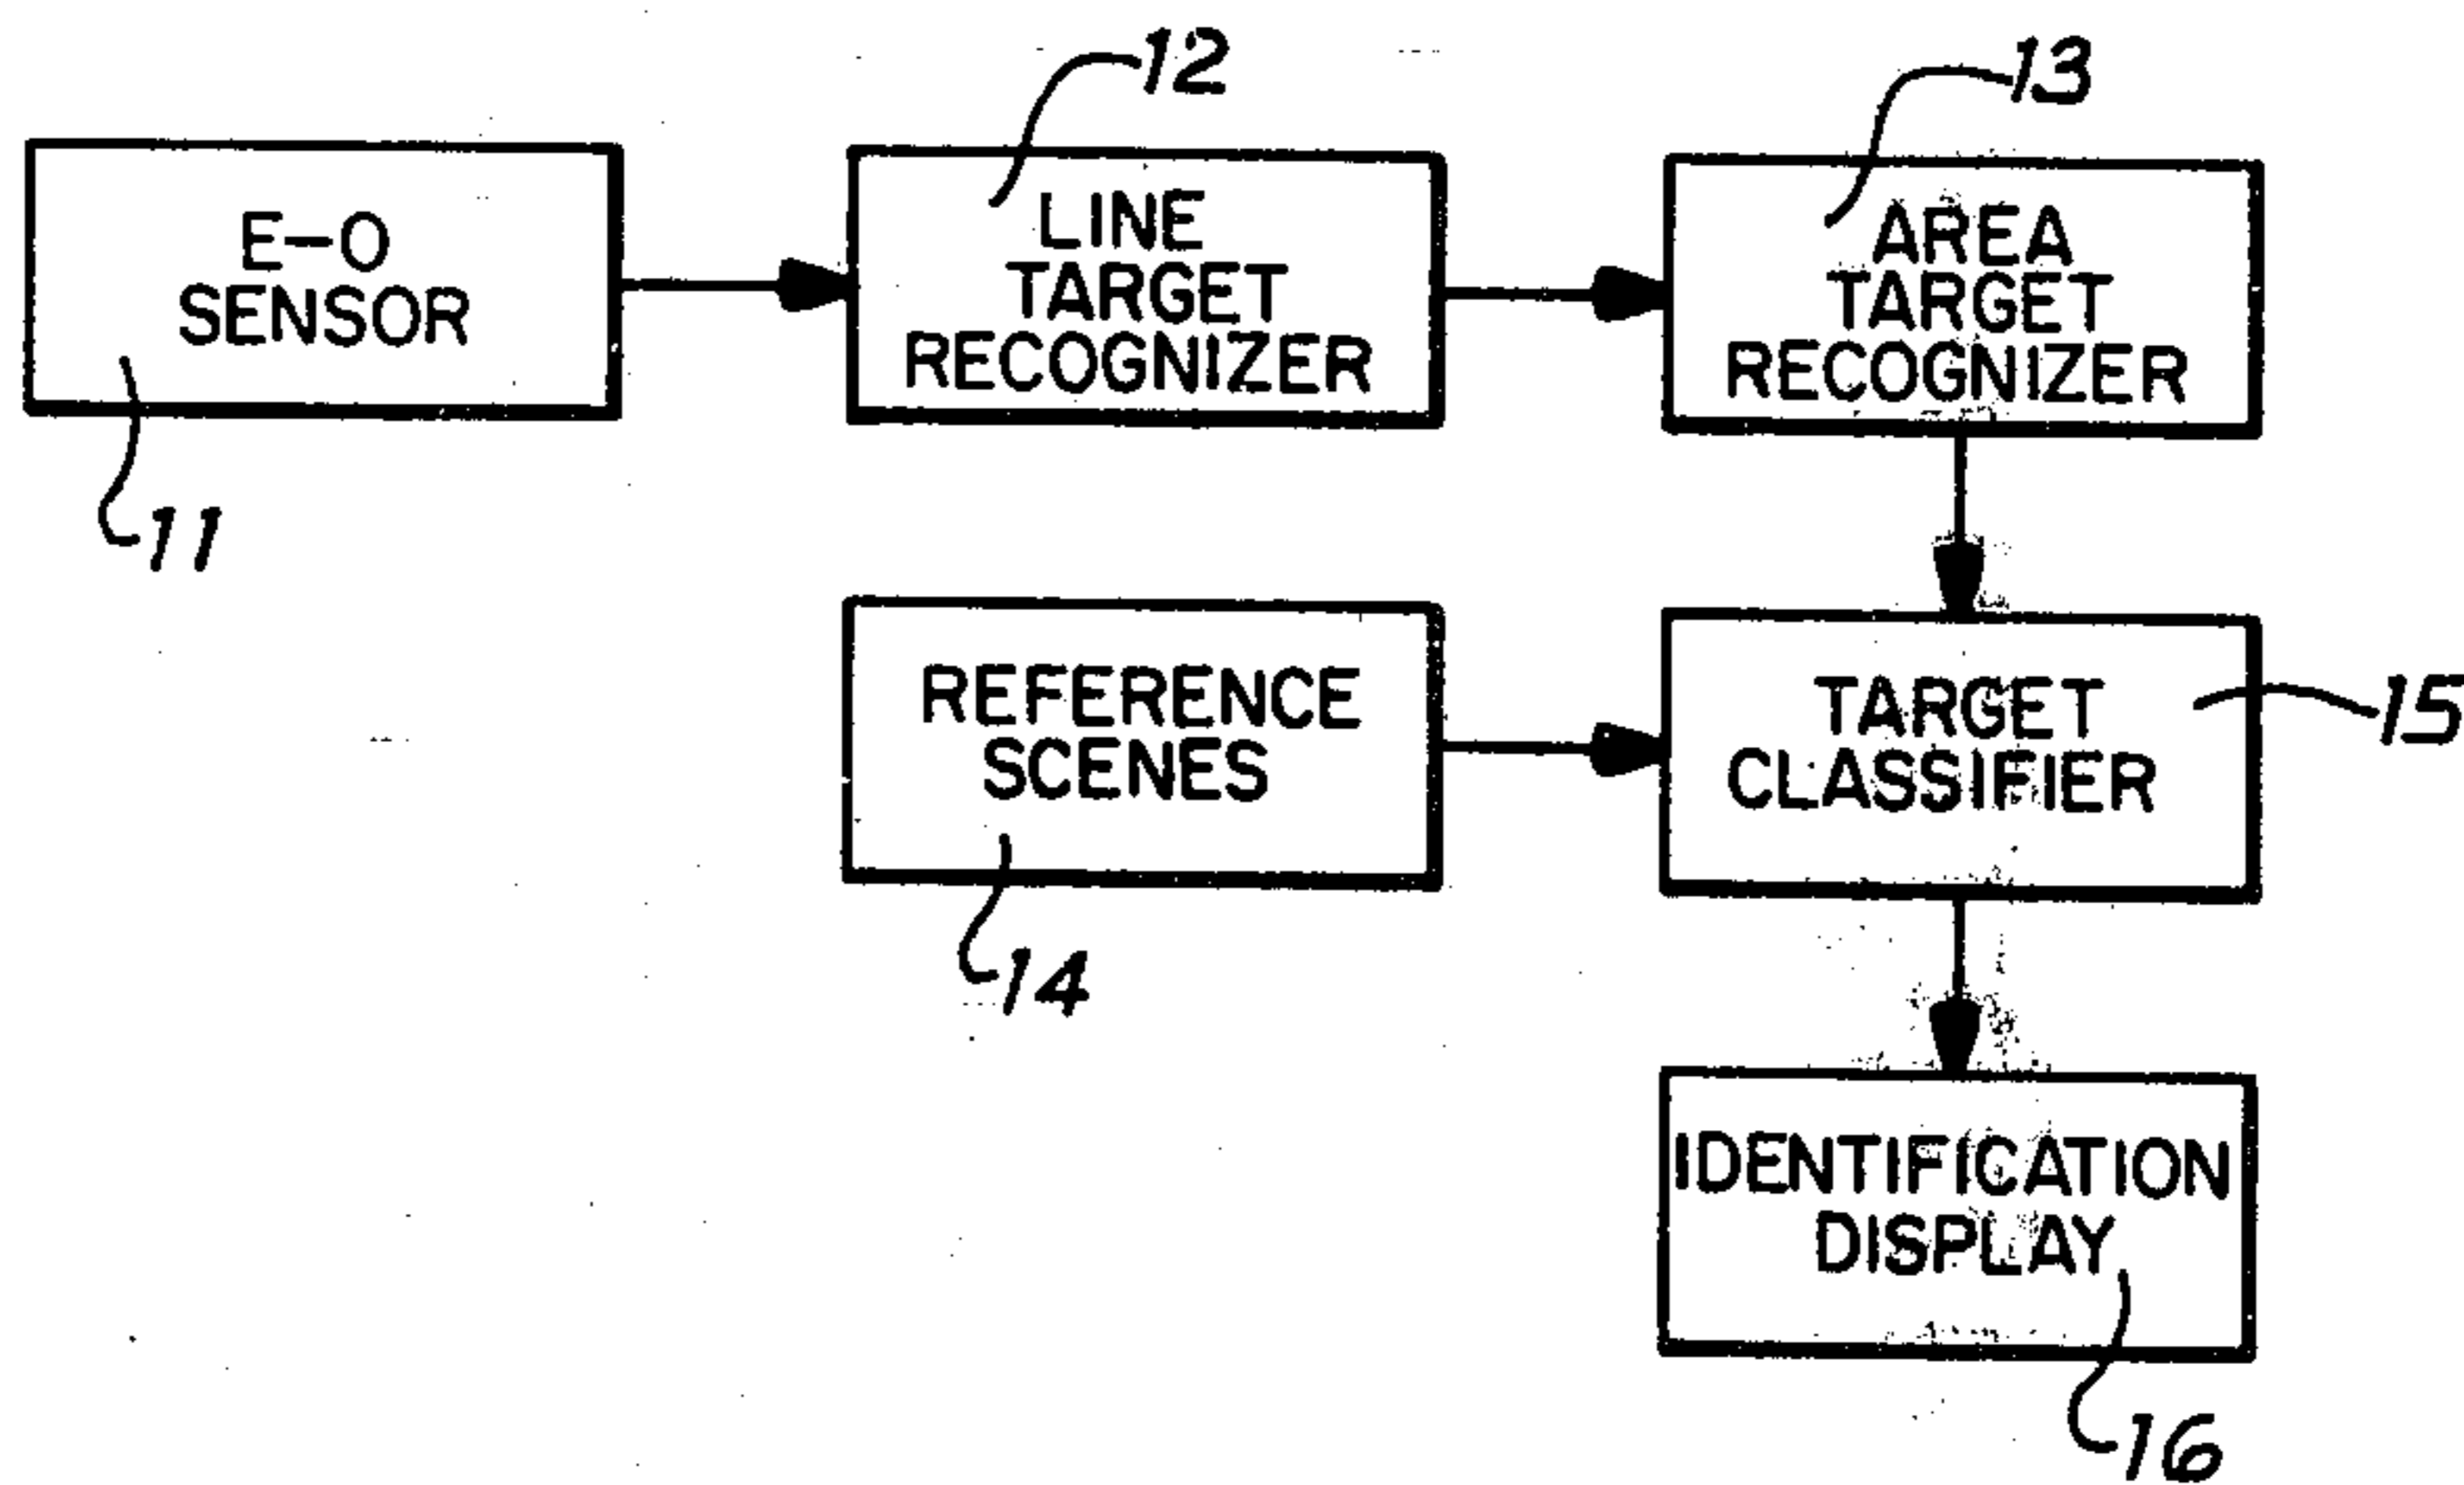 12
13
E-O
SENSOR
LINE
TARGET
RECOGNIZER
AREA
TARGET
RECOGNIZER
11
REFERENCE
SCENES
TARGET
CLASSIFIER
15
14
IDENTIFICATION
DISPLAY
16